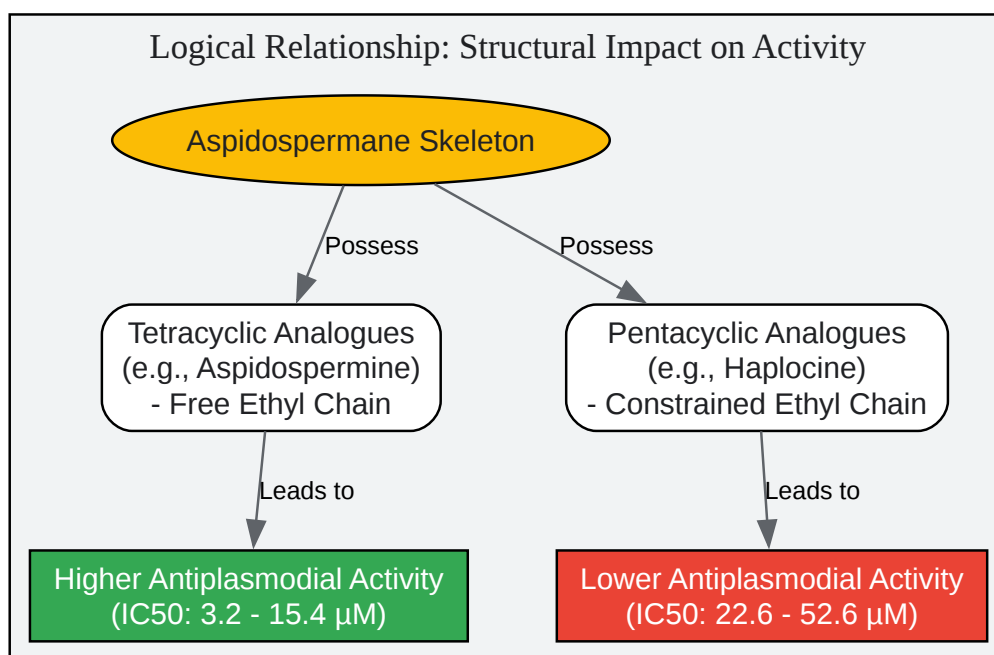 Logical Relationship: Structural Impact on Activity
Aspidospermane Skeleton
Possess
Possess
Tetracyclic Analogues
(e.g., Aspidospermine)
- Free Ethyl Chain
Pentacyclic Analogues
(e.g., Haplocine)
- Constrained Ethyl Chain
Leads to
Leads to
Higher Antiplasmodial Activity
(IC50: 3.2 - 15.4 µM)
Lower Antiplasmodial Activity
(IC50: 22.6 - 52.6 µM)